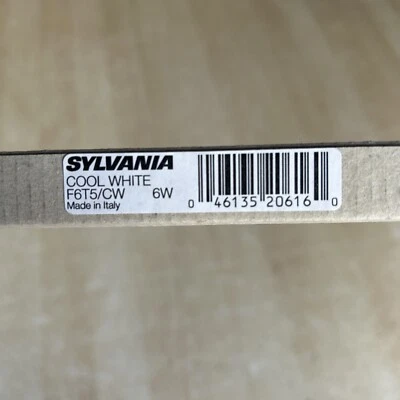 SYLVANIA
COOL WHITE
F6T5/CW 6W
Made in Italy
0 46135 20616 0